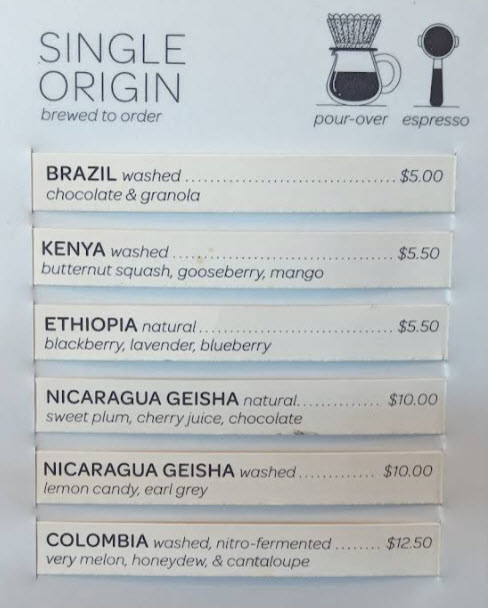 SINGLE
ORIGIN
brewed to order
pour-over espresso
BRAZIL washed ................................ $5.00
chocolate & granola
KENYA washed ................................ $5.50
butternut squash, gooseberry, mango
ETHIOPIA natural ............................. $5.50
blackberry, lavender, blueberry
NICARAGUA GEISHA natural ............. $10.00
sweet plum, cherry juice, chocolate
NICARAGUA GEISHA washed ............. $10.00
lemon candy, earl grey
COLOMBIA washed, nitro-fermented ........ $12.50
very melon, honeydew, & cantaloupe